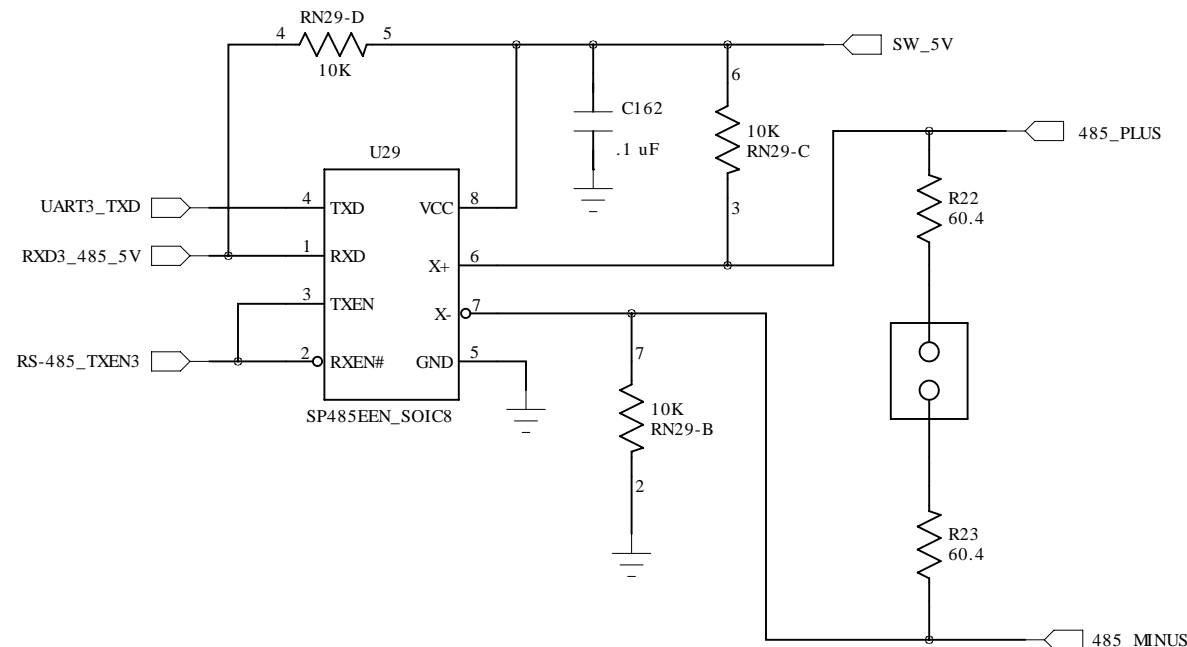 RN29-D
4
5
10K
SW_5V
6
C162
.1 uF
10K
RN29-C
3
485_PLUS
U29
UART3_TXD
4
TXD
VCC
8
R22
60.4
RXD3_485_5V
1
RXD
X+
6
3
TXEN
X-
7
RS-485_TXEN3
2
RXEN#
GND
5
7
SP485EEN_SOIC8
10K
RN29-B
2
R23
60.4
485_MINUS